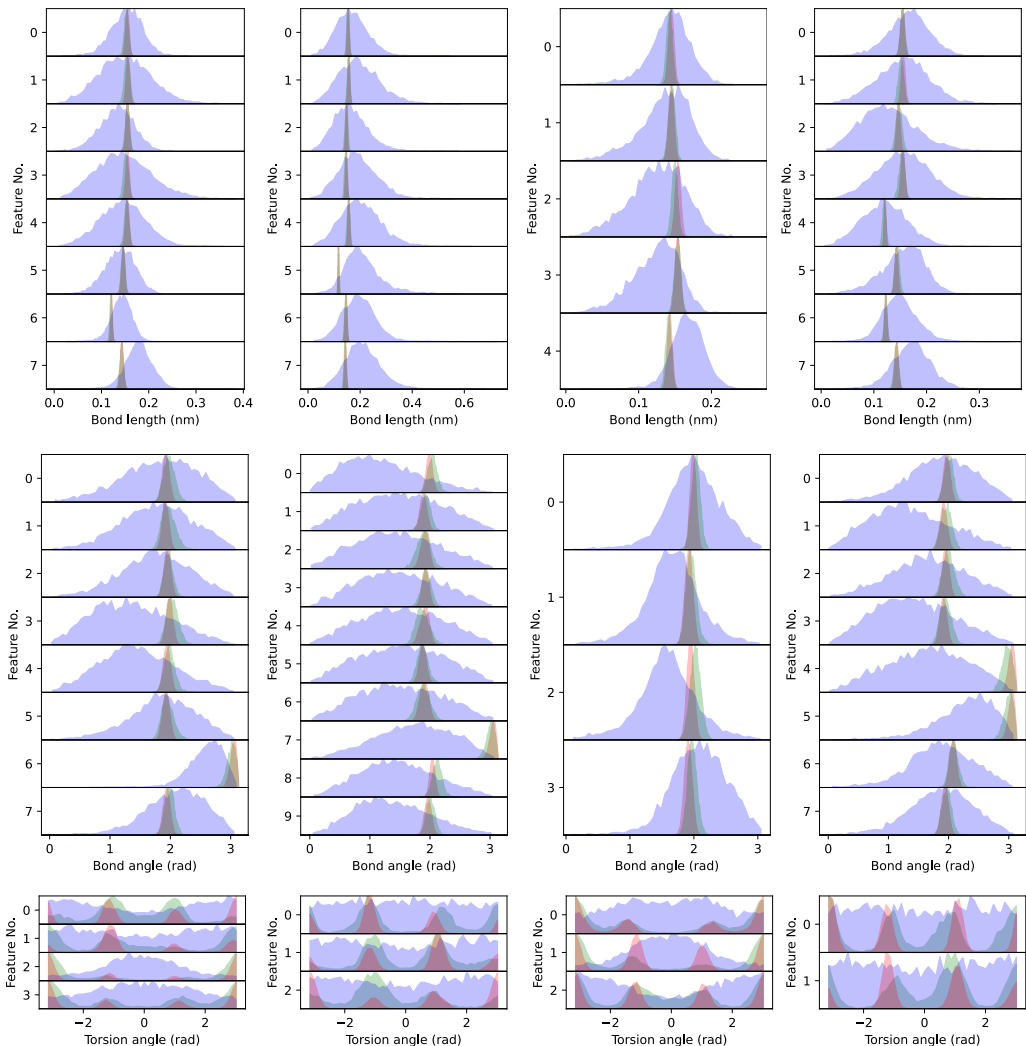 Feature No.
0
1
2
3
4
5
6
7
0.0 0.1 0.2 0.3 0.4
Bond length (nm)
Feature No.
0
1
2
3
4
5
6
7
0.0 0.2 0.4 0.6
Bond length (nm)
Feature No.
0
1
2
3
4
0.0 0.1 0.2
Bond length (nm)
Feature No.
0
1
2
3
4
5
6
7
0.0 0.1 0.2 0.3
Bond length (nm)
Feature No.
0
1
2
3
4
5
6
7
0 1 2 3
Bond angle (rad)
Feature No.
0
1
2
3
4
5
6
7
8
9
0 1 2 3
Bond angle (rad)
Feature No.
0
1
2
3
0 1 2 3
Bond angle (rad)
Feature No.
0
1
2
3
4
5
6
7
0 1 2 3
Bond angle (rad)
Feature No.
0
1
2
3
−2 0 2
Torsion angle (rad)
Feature No.
0
1
2
−2 0 2
Torsion angle (rad)
Feature No.
0
1
2
−2 0 2
Torsion angle (rad)
Feature No.
0
1
−2 0 2
Torsion angle (rad)